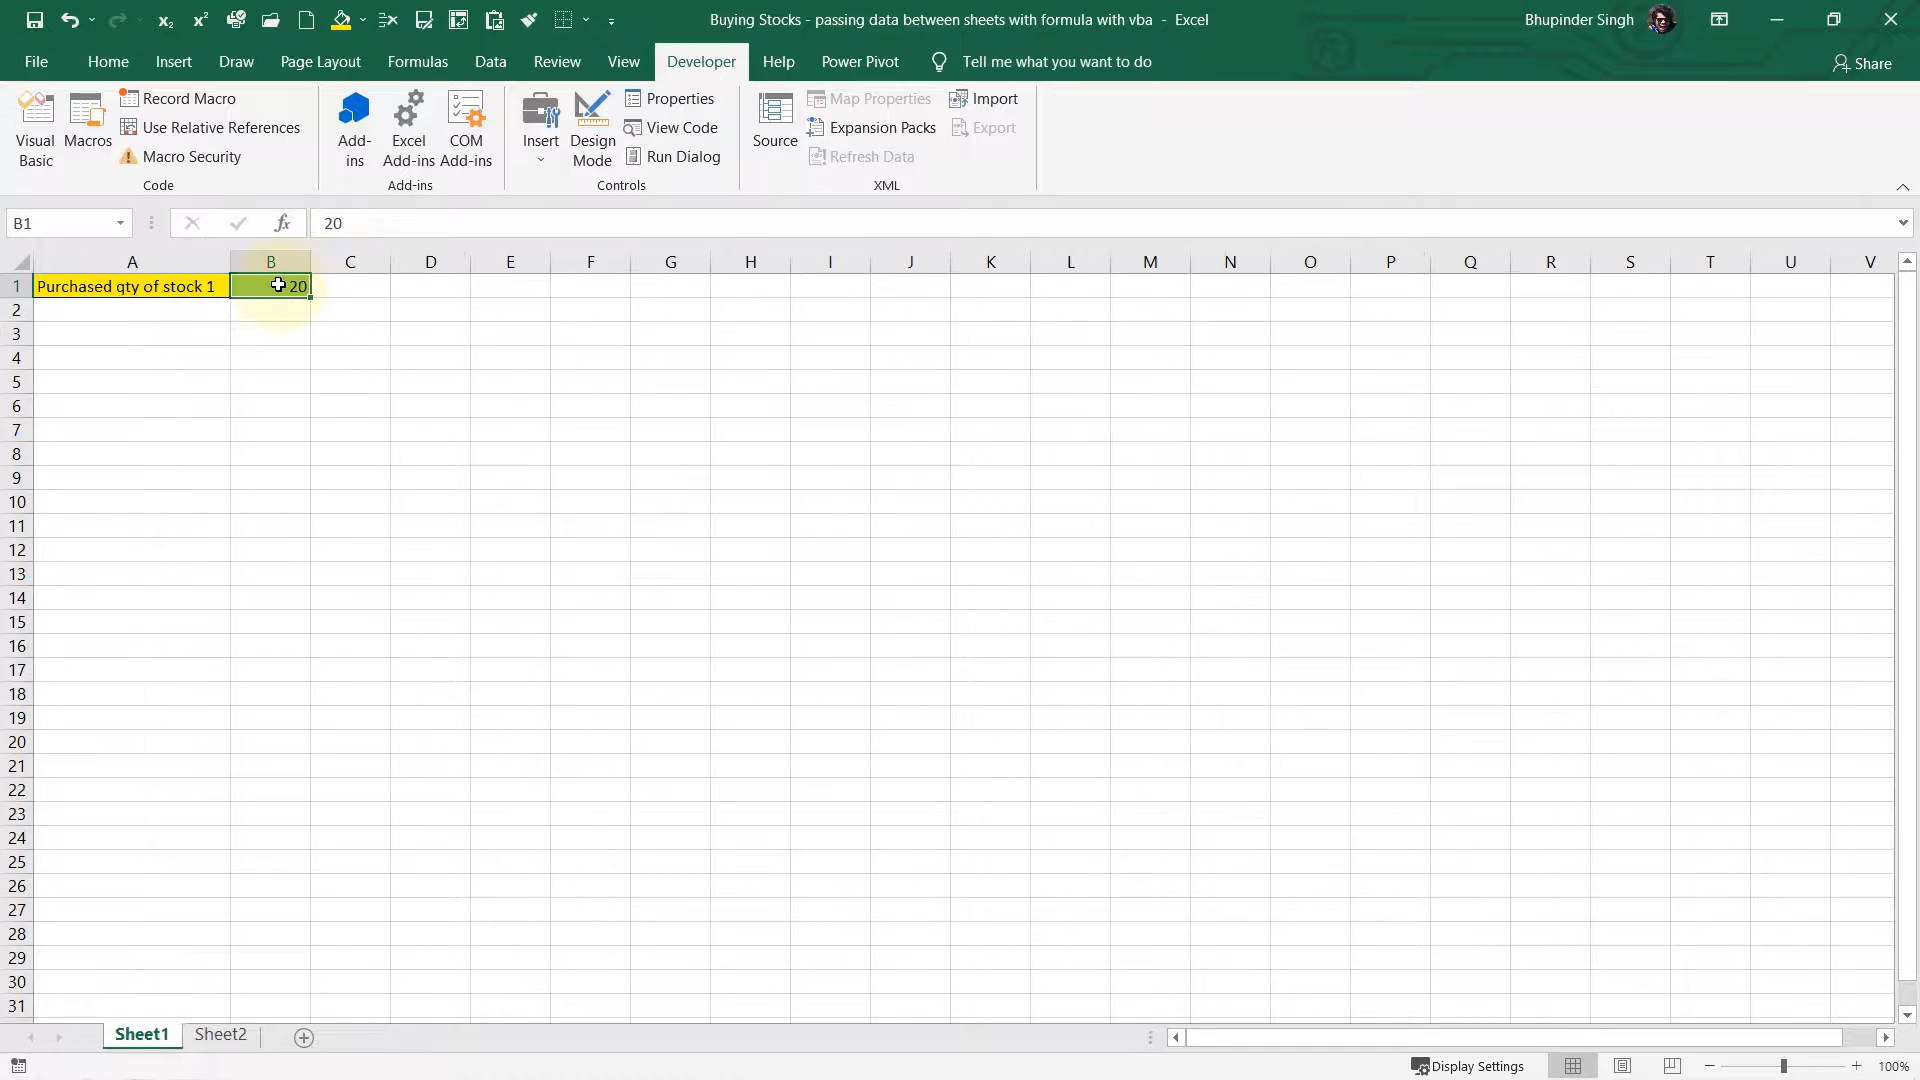 x₂ x² Buying Stocks - passing data between sheets with formula with vba - Excel Bhupinder Singh
File Home Insert Draw Page Layout Formulas Data Review View Developer Help Power Pivot Tell me what you want to do Share
Visual Basic
Macros
Record Macro
Use Relative References
Macro Security
Code
Add-ins
Excel Add-ins
COM Add-ins
Add-ins
Insert
Design Mode
Properties
View Code
Run Dialog
Controls
Source
Map Properties
Expansion Packs
Refresh Data
Import
Export
XML
B1 fx 20
A B C D E F G H I J K L M N O P Q R S T U V
1 Purchased qty of stock 1 20
2
3
4
5
6
7
8
9
10
11
12
13
14
15
16
17
18
19
20
21
22
23
24
25
26
27
28
29
30
31
Sheet1 Sheet2
Display Settings 100%